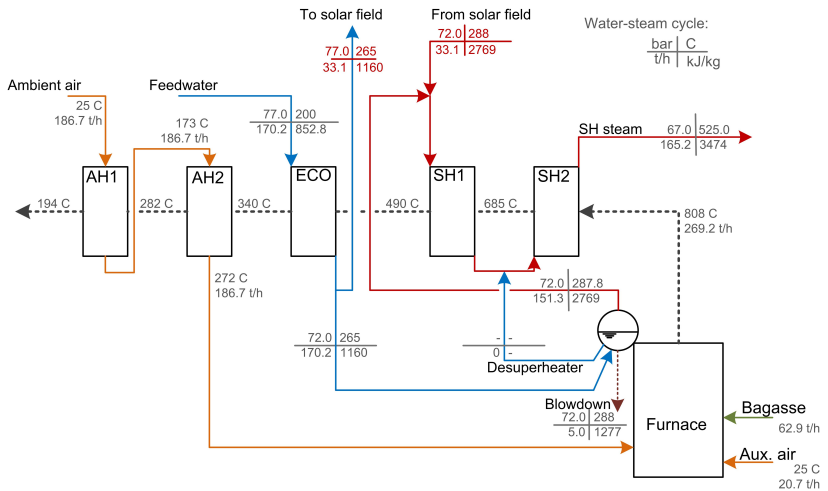 To solar field
From solar field
Water-steam cycle:
bar C
t/h kJ/kg
77.0 265
33.1 1160
72.0 288
33.1 2769
Ambient air
25 C
186.7 t/h
173 C
186.7 t/h
Feedwater
77.0 200
170.2 852.8
SH steam
67.0 525.0
165.2 3474
AH1
AH2
ECO
SH1
SH2
194 C
282 C
340 C
490 C
685 C
808 C
269.2 t/h
272 C
186.7 t/h
72.0 287.8
151.3 2769
72.0 265
170.2 1160
- -
0 -
Desuperheater
Blowdown
72.0 288
5.0 1277
Furnace
Bagasse
62.9 t/h
Aux. air
25 C
20.7 t/h